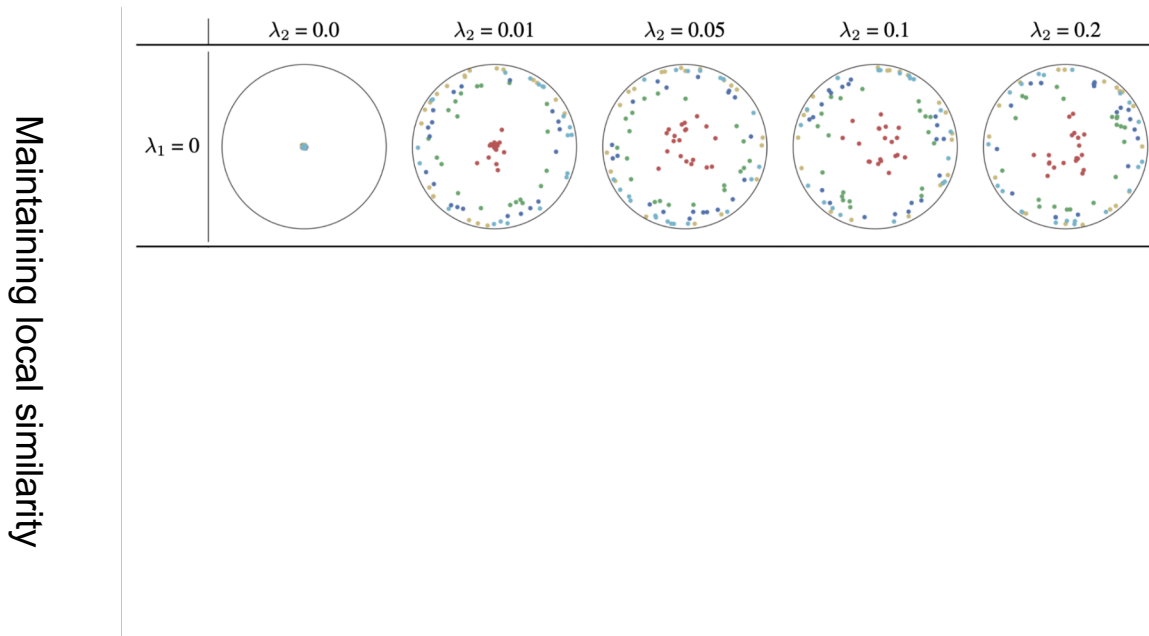 Maintaining local similarity
λ₂ = 0.0
λ₂ = 0.01
λ₂ = 0.05
λ₂ = 0.1
λ₂ = 0.2
λ₁ = 0